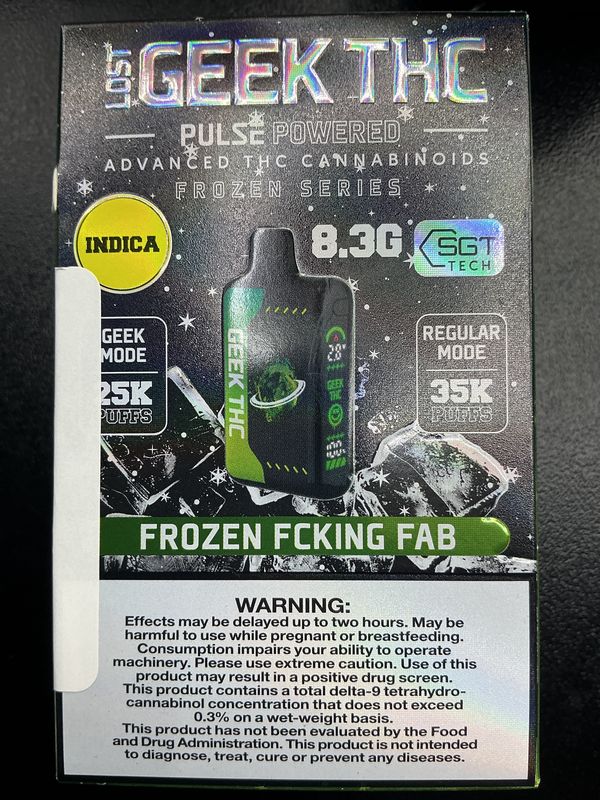 LOST
GEEK THC
PULSE POWERED
ADVANCED THC CANNABINOIDS
FROZEN SERIES
INDICA
8.3G
SGT
TECH
GEEK
MODE
25K
PUFFS
REGULAR
MODE
35K
PUFFS
GEEK THC
2.8
GEEK
THC
100
FROZEN FCKING FAB
WARNING:
Effects may be delayed up to two hours. May be
harmful to use while pregnant or breastfeeding.
Consumption impairs your ability to operate
machinery. Please use extreme caution. Use of this
product may result in a positive drug screen.
This product contains a total delta-9 tetrahydro-
cannabinol concentration that does not exceed
0.3% on a wet-weight basis.
This product has not been evaluated by the Food
and Drug Administration. This product is not intended
to diagnose, treat, cure or prevent any diseases.